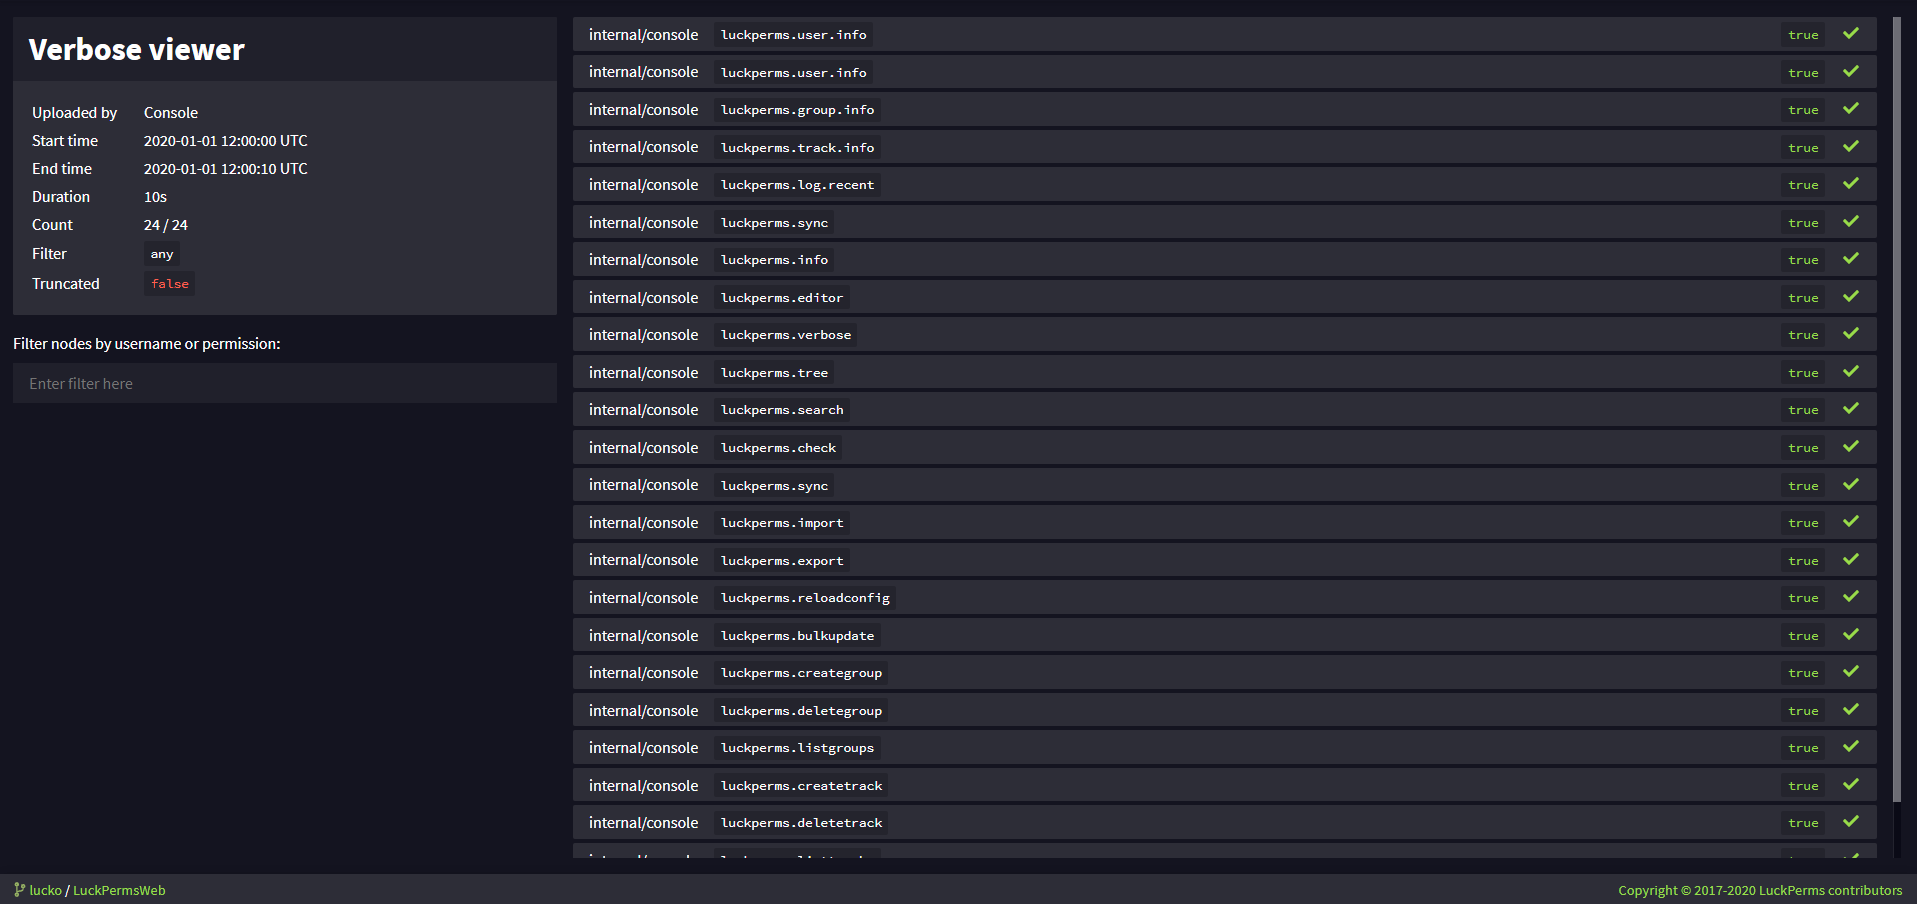 Verbose viewer
Uploaded by Console
Start time 2020-01-01 12:00:00 UTC
End time 2020-01-01 12:00:10 UTC
Duration 10s
Count 24 / 24
Filter any
Truncated false
Filter nodes by username or permission:
Enter filter here
internal/console luckperms.user.info true
internal/console luckperms.user.info true
internal/console luckperms.group.info true
internal/console luckperms.track.info true
internal/console luckperms.log.recent true
internal/console luckperms.sync true
internal/console luckperms.info true
internal/console luckperms.editor true
internal/console luckperms.verbose true
internal/console luckperms.tree true
internal/console luckperms.search true
internal/console luckperms.check true
internal/console luckperms.sync true
internal/console luckperms.import true
internal/console luckperms.export true
internal/console luckperms.reloadconfig true
internal/console luckperms.bulkupdate true
internal/console luckperms.creategroup true
internal/console luckperms.deletegroup true
internal/console luckperms.listgroups true
internal/console luckperms.createtrack true
internal/console luckperms.deletetrack true
lucko / LuckPermsWeb
Copyright © 2017-2020 LuckPerms contributors